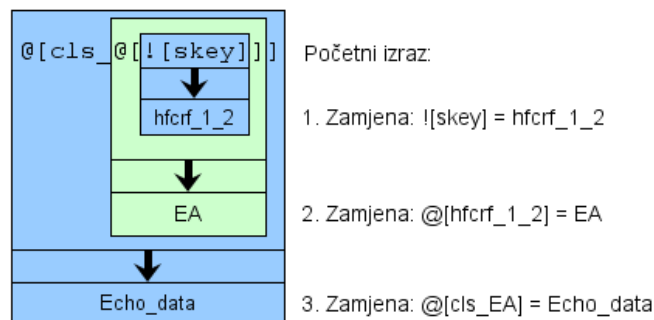 @[cls_@[![skey]]] Početni izraz:
hfcrf_1_2 1. Zamjena: ![skey] = hfcrf_1_2
EA 2. Zamjena: @[hfcrf_1_2] = EA
Echo_data 3. Zamjena: @[cls_EA] = Echo_data